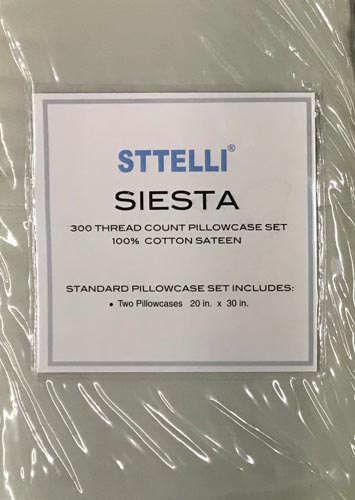 STTELLI®
SIESTA
300 THREAD COUNT PILLOWCASE SET
100% COTTON SATEEN
STANDARD PILLOWCASE SET INCLUDES:
• Two Pillowcases 20 in. x 30 in.